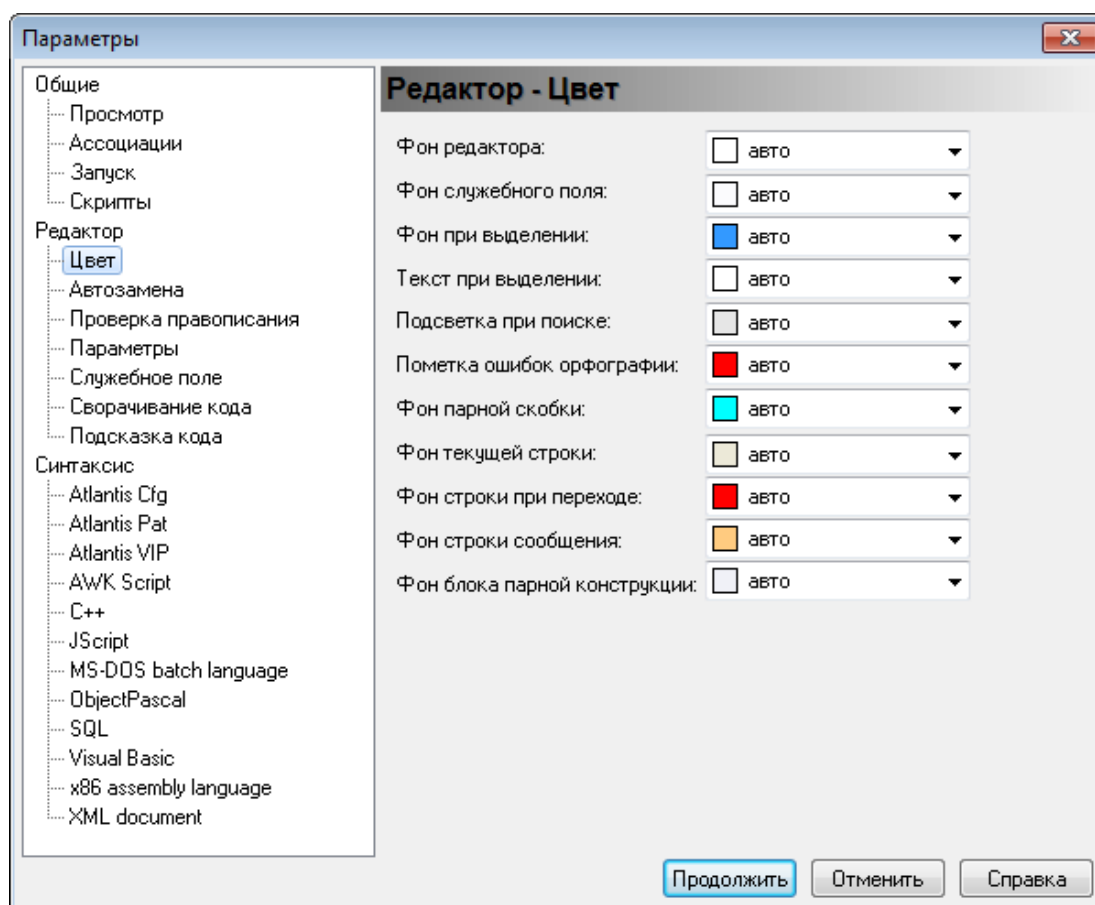 Параметры
Общие
Просмотр
Ассоциации
Запуск
Скрипты
Редактор
Цвет
Автозамена
Проверка правописания
Параметры
Служебное поле
Сворачивание кода
Подсказка кода
Синтаксис
Atlantis Cfg
Atlantis Pat
Atlantis VIP
AWK Script
C++
JScript
MS-DOS batch language
ObjectPascal
SQL
Visual Basic
x86 assembly language
XML document
Редактор - Цвет
Фон редактора: авто
Фон служебного поля: авто
Фон при выделении: авто
Текст при выделении: авто
Подсветка при поиске: авто
Пометка ошибок орфографии: авто
Фон парной скобки: авто
Фон текущей строки: авто
Фон строки при переходе: авто
Фон строки сообщения: авто
Фон блока парной конструкции: авто
Продолжить Отменить Справка